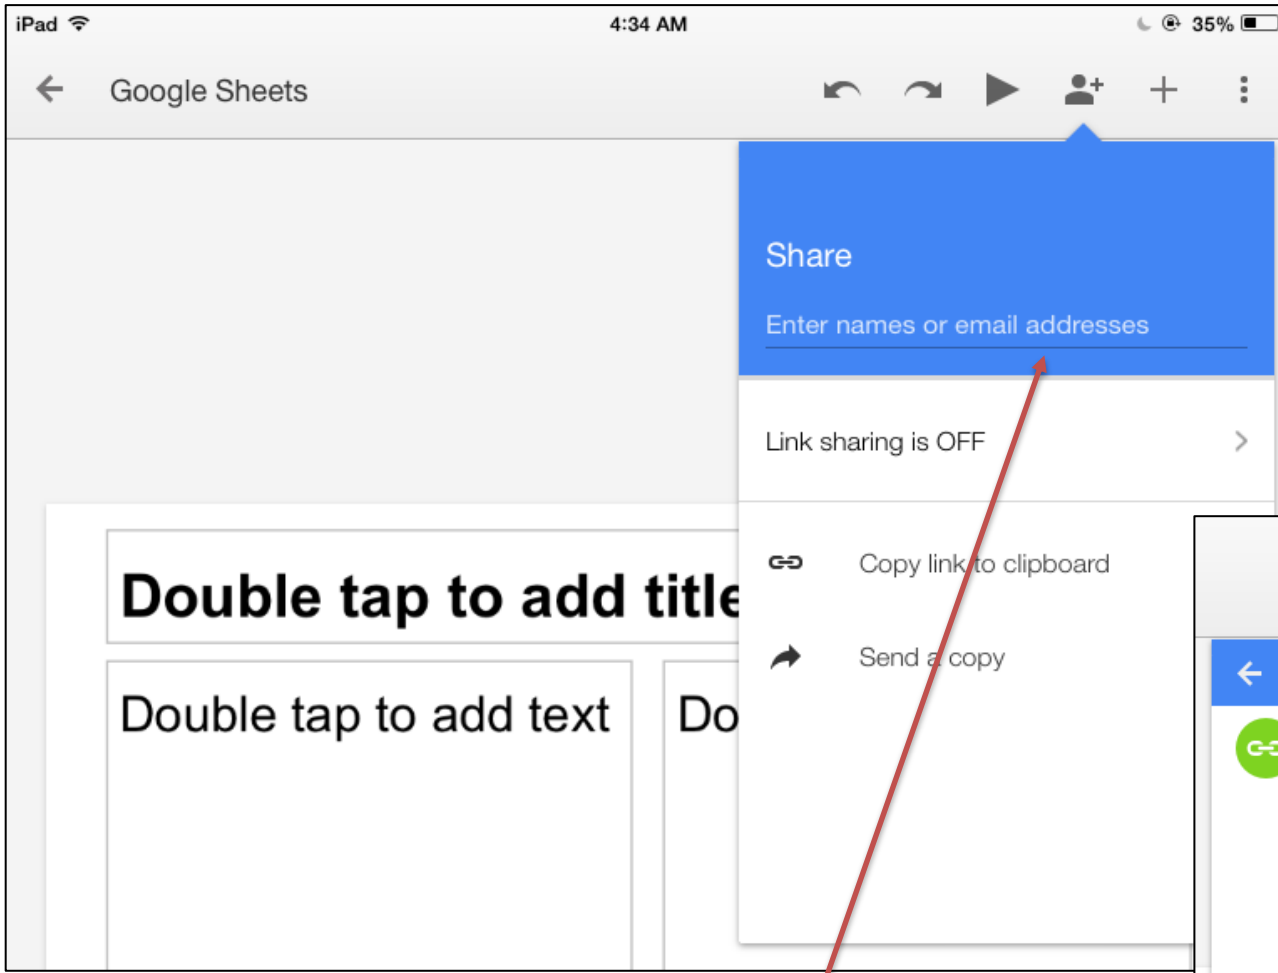 iPad 4:34 AM 35%
Google Sheets
Share
Enter names or email addresses
Link sharing is OFF
Copy link to clipboard
Send a copy
Double tap to add title
Double tap to add text
Do